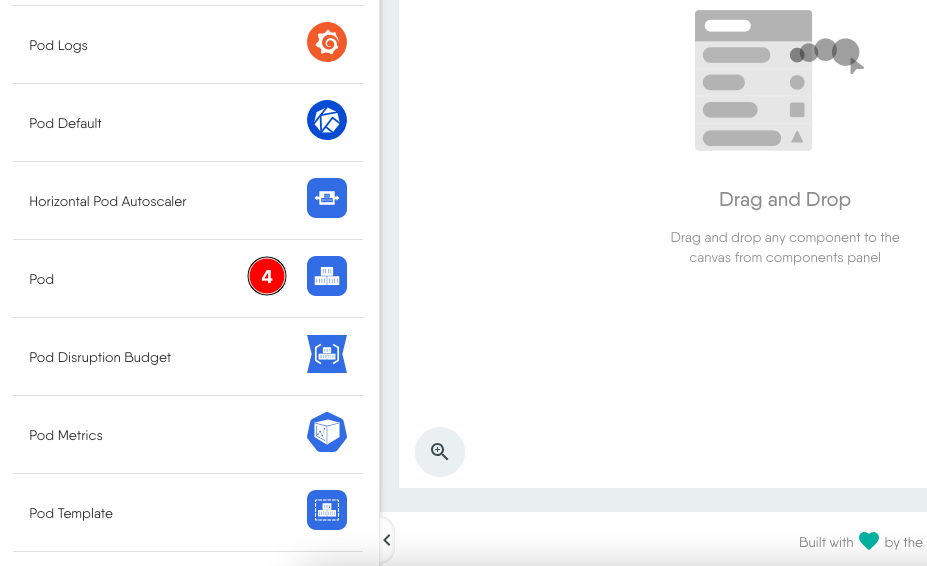 Pod Logs
Pod Default
Horizontal Pod Autoscaler
Pod
4
Pod Disruption Budget
Pod Metrics
Pod Template
Drag and Drop
Drag and drop any component to the
canvas from components panel
Built with by the